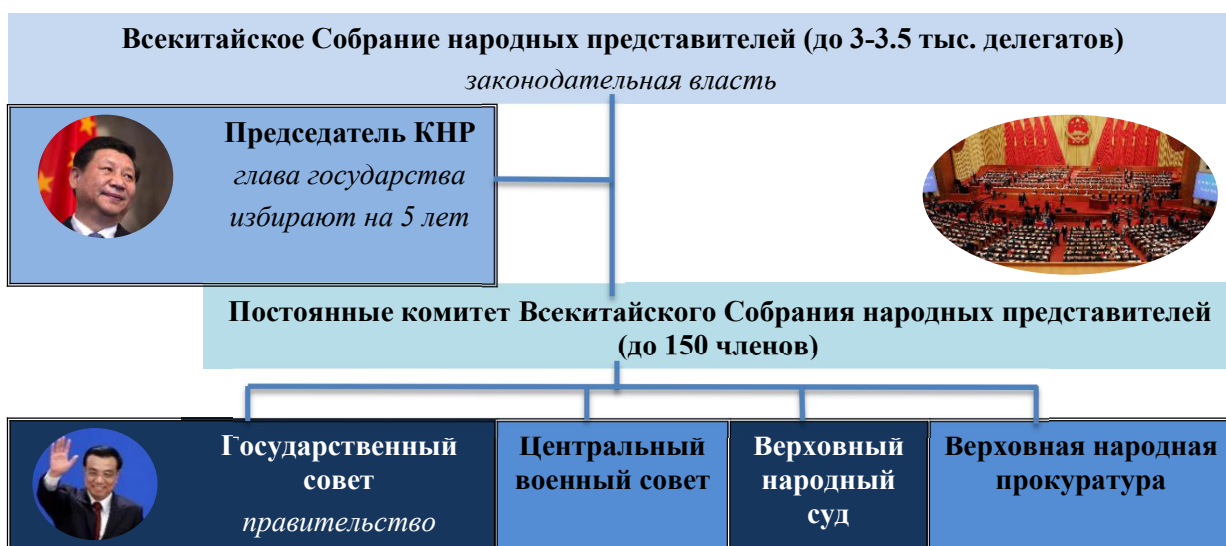 Всекитайское Собрание народных представителей (до 3-3.5 тыс. делегатов)
законодательная власть
Председатель КНР
глава государства
избирают на 5 лет
Постоянные комитет Всекитайского Собрания народных представителей
(до 150 членов)
Государственный
совет
правительство
Центральный
военный совет
Верховный
народный
суд
Верховная народная
прокуратура